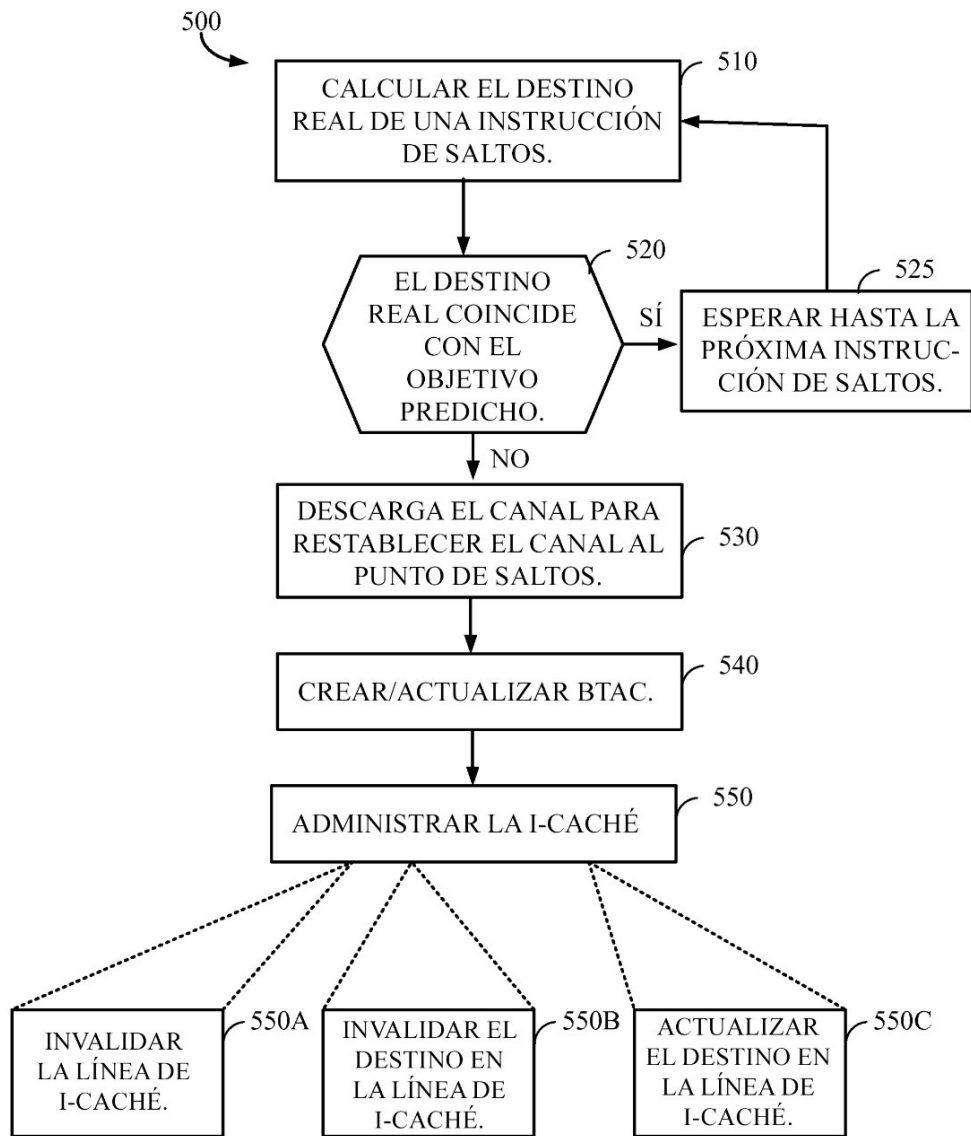 500
510
CALCULAR EL DESTINO
REAL DE UNA INSTRUCCIÓN
DE SALTOS.
520
EL DESTINO
REAL COINCIDE
CON EL
OBJETIVO
PREDICHO.
SÍ
525
ESPERAR HASTA LA
PRÓXIMA INSTRUC-
CIÓN DE SALTOS.
NO
DESCARGA EL CANAL PARA
RESTABLECER EL CANAL AL
PUNTO DE SALTOS.
530
540
CREAR/ACTUALIZAR BTAC.
550
ADMINISTRAR LA I-CACHÉ
550A
INVALIDAR
LA LÍNEA DE
I-CACHÉ.
550B
INVALIDAR EL
DESTINO EN
LA LÍNEA DE
I-CACHÉ.
550C
ACTUALIZAR
EL DESTINO EN
LA LÍNEA DE
I-CACHÉ.